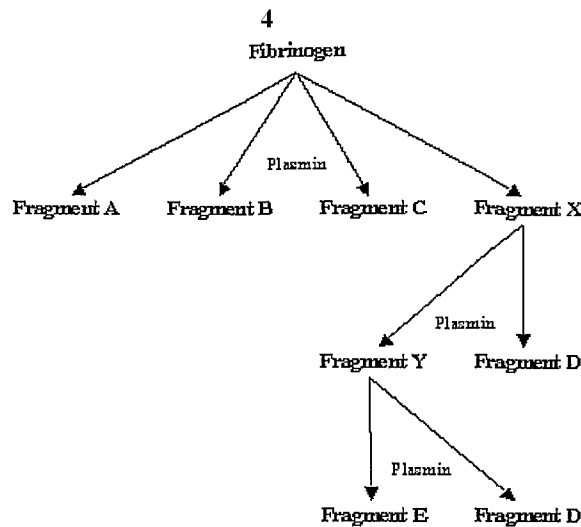 4
Fibrinogen
Plasmin
Fragment A Fragment B Fragment C Fragment X
Plasmin
Fragment Y Fragment D
Plasmin
Fragment E Fragment D